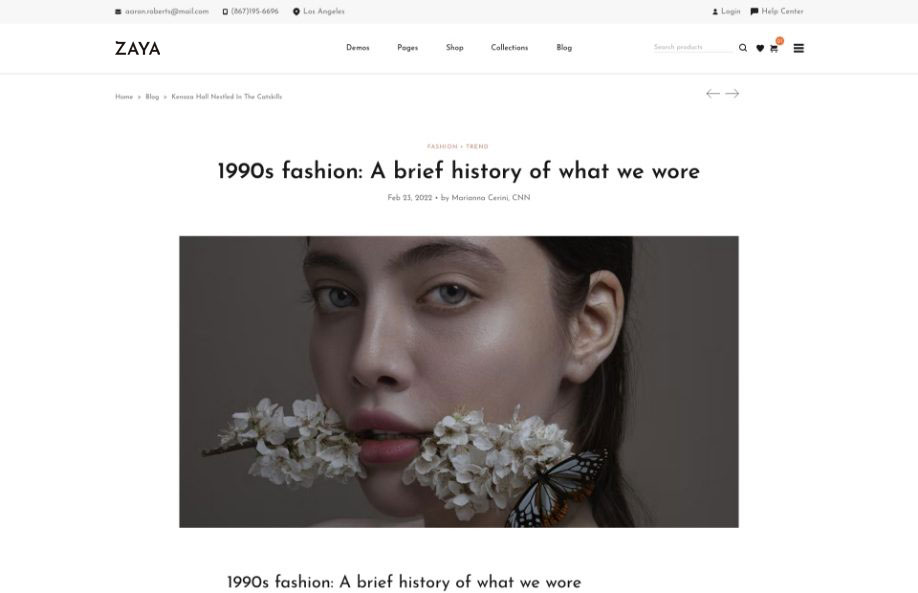 aaron.roberts@mail.com (867)195-6696 Los Angeles Login Help Center
ZAYA Demos Pages Shop Collections Blog Search products
Home > Blog > Kenoza Hall Nestled In The Catskills
FASHION • TREND
1990s fashion: A brief history of what we wore
Feb 23, 2022 • by Marianna Cerini, CNN
1990s fashion: A brief history of what we wore